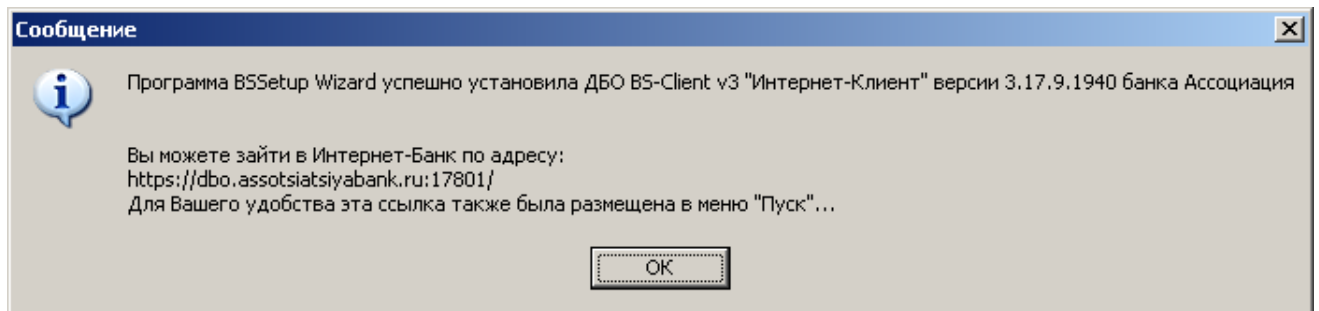 Сообщение
Программа BSSetup Wizard успешно установила ДБО BS-Client v3 "Интернет-Клиент" версии 3.17.9.1940 банка Ассоциация
Вы можете зайти в Интернет-Банк по адресу:
https://dbo.assotsiatsiyabank.ru:17801/
Для Вашего удобства эта ссылка также была размещена в меню "Пуск"...
ОК